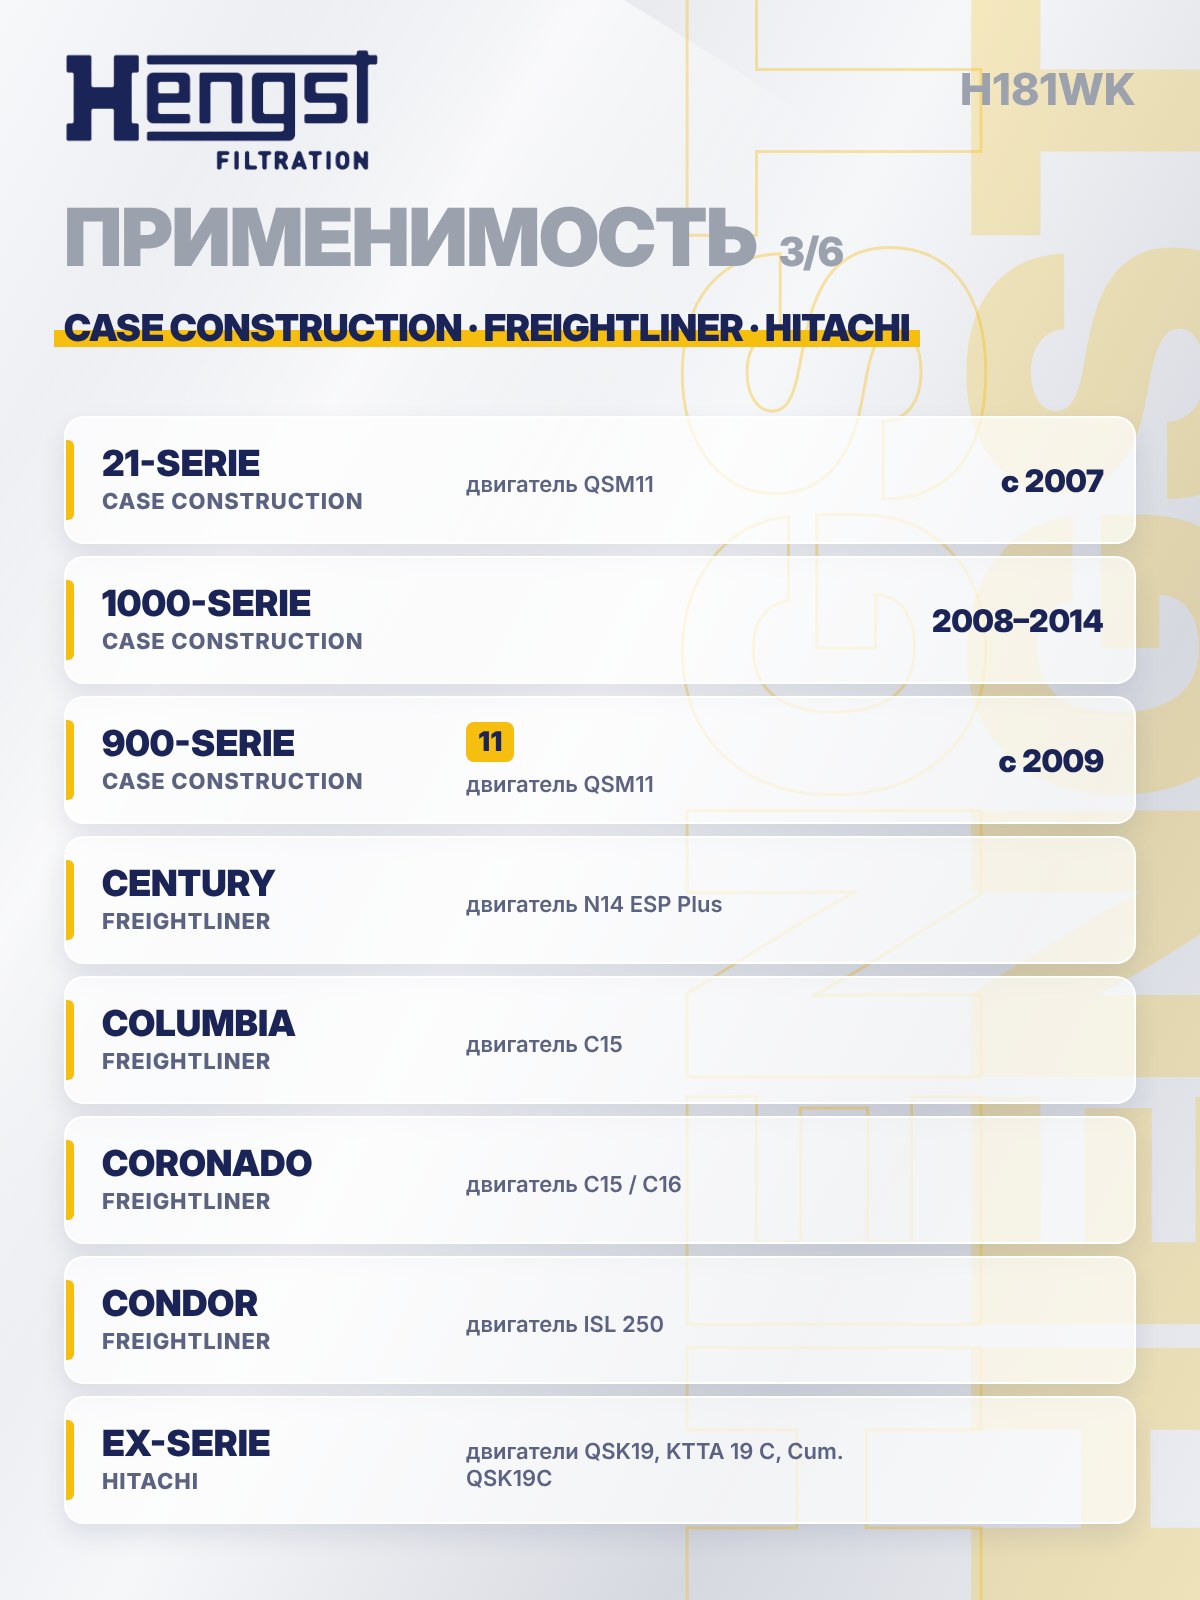 Hengst
FILTRATION
H181WK
ПРИМЕНИМОСТЬ 3/6
CASE CONSTRUCTION · FREIGHTLINER · HITACHI
21-SERIE
CASE CONSTRUCTION
двигатель QSM11
с 2007
1000-SERIE
CASE CONSTRUCTION
2008–2014
900-SERIE
CASE CONSTRUCTION
11
двигатель QSM11
с 2009
CENTURY
FREIGHTLINER
двигатель N14 ESP Plus
COLUMBIA
FREIGHTLINER
двигатель C15
CORONADO
FREIGHTLINER
двигатель C15 / C16
CONDOR
FREIGHTLINER
двигатель ISL 250
EX-SERIE
HITACHI
двигатели QSK19, KTTA 19 C, Cum.
QSK19C
HENGST
HENGST